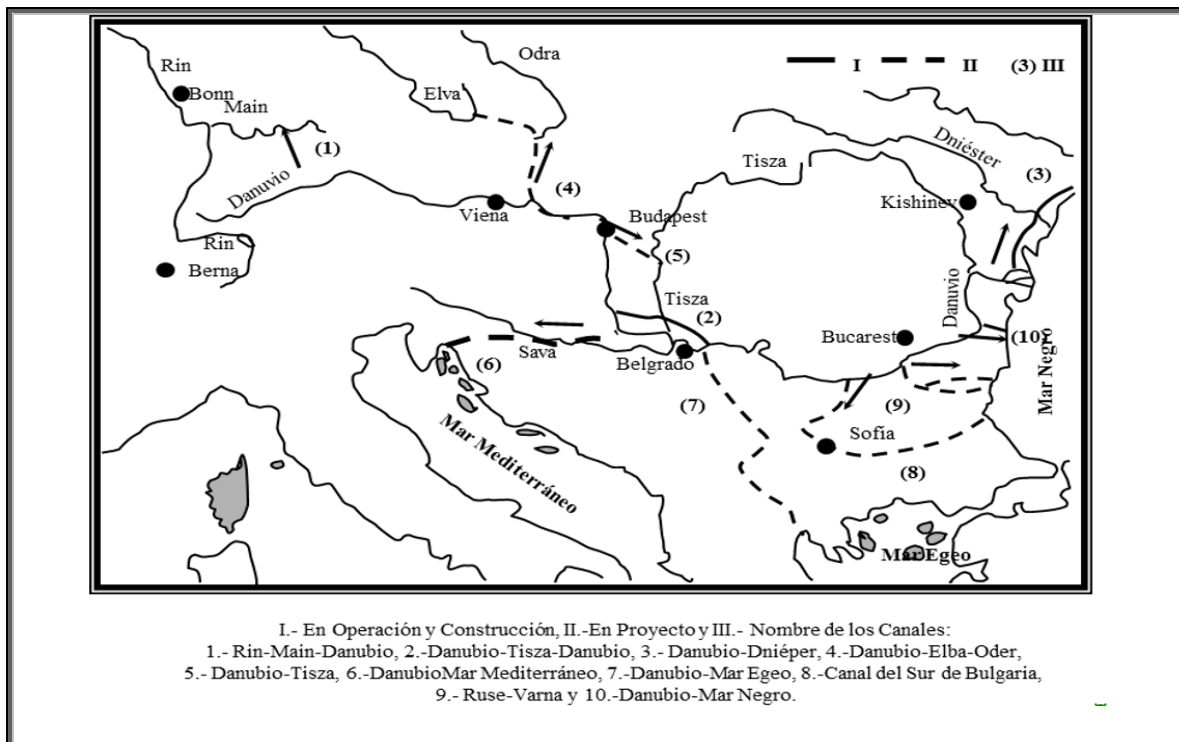 Odra
Rin
I II (3) III
Bonn
Elva
Main
Dniéster
(1)
Tisza
(3)
Danuvio
(4)
Viena
Budapest
Kishinev
Rin
(5)
Berna
Tisza
Danuvio
(2)
Bucarest
(10)
Sava
Belgrado
(6)
Mar Negro
(7)
(9)
Sofía
Mar Mediterráneo
(8)
Mar Egeo
I.- En Operación y Construcción, II.-En Proyecto y III.- Nombre de los Canales:
1.- Rin-Main-Danubio, 2.-Danubio-Tisza-Danubio, 3.- Danubio-Dniéper, 4.-Danubio-Elba-Oder,
5.- Danubio-Tisza, 6.-DanubioMar Mediterráneo, 7.-Danubio-Mar Egeo, 8.-Canal del Sur de Bulgaria,
9.- Ruse-Varna y 10.-Danubio-Mar Negro.